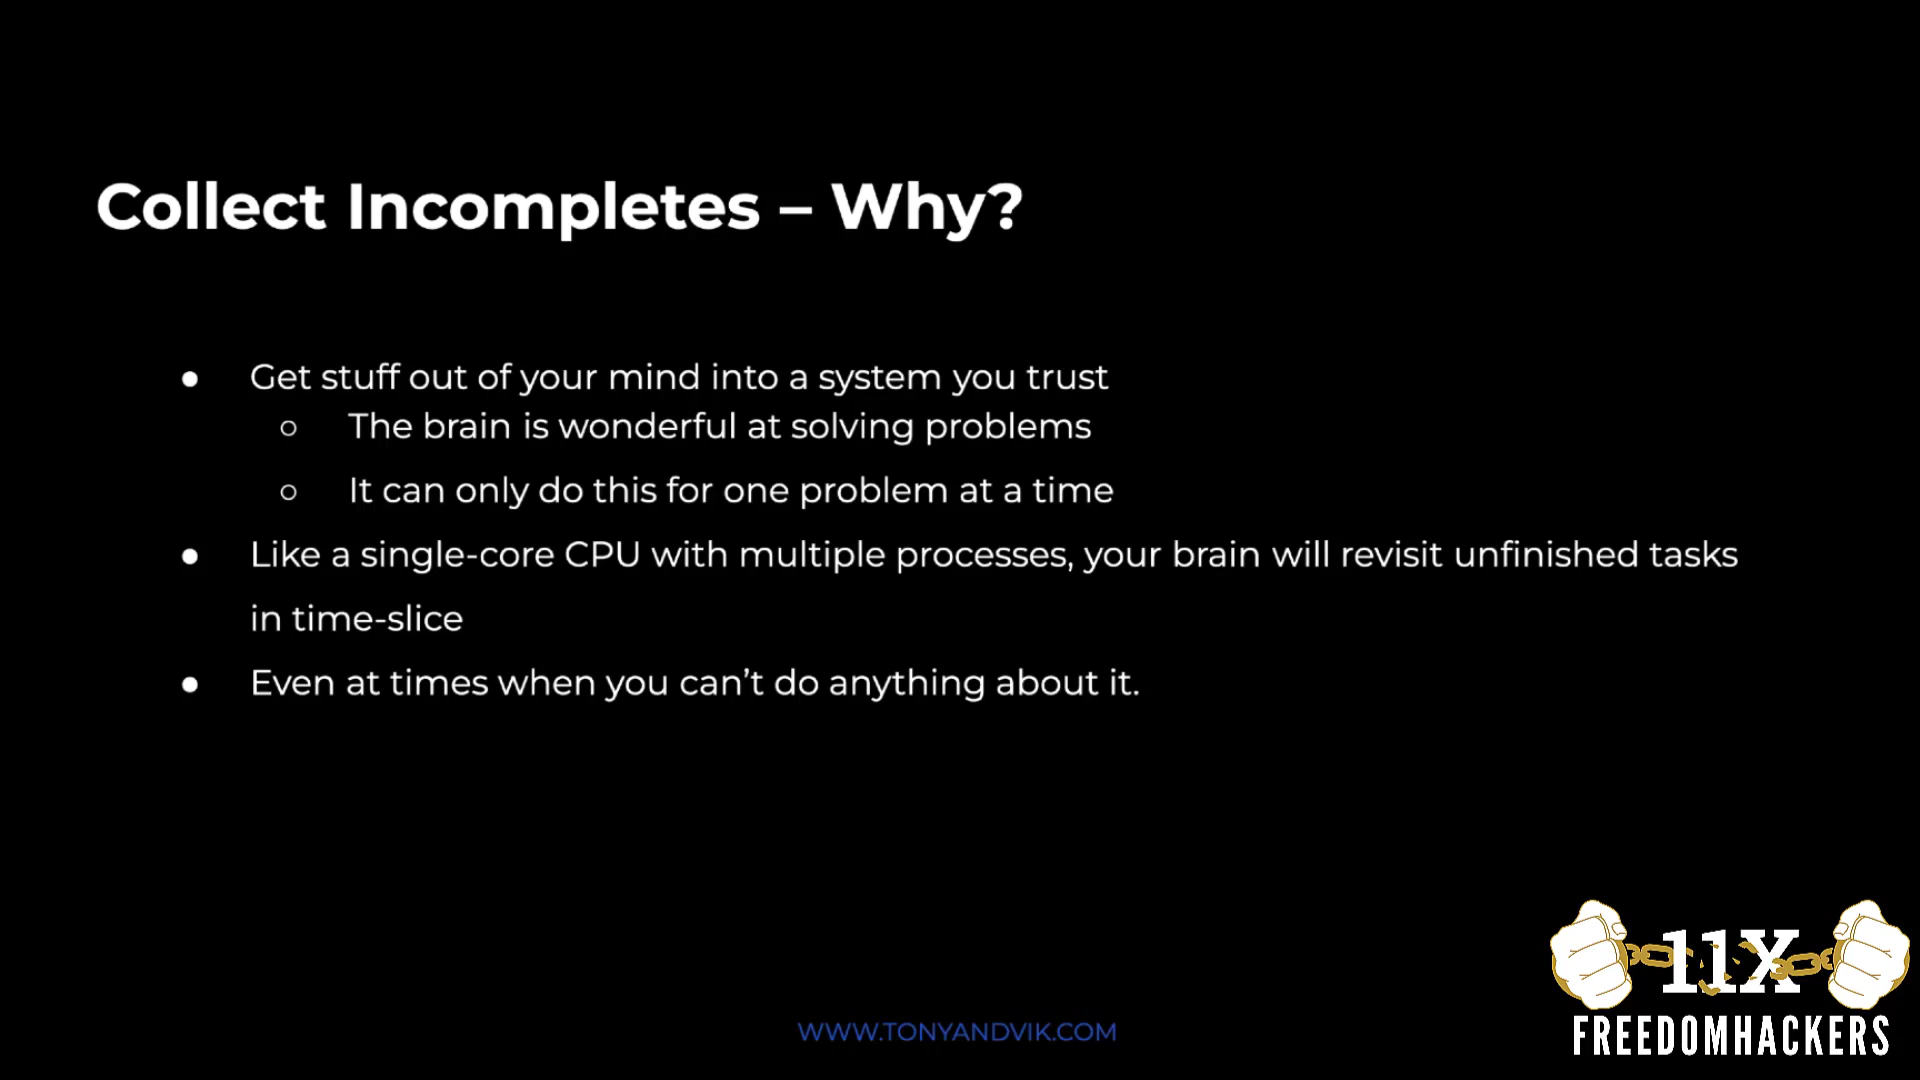 Collect Incompletes – Why?
● Get stuff out of your mind into a system you trust
○ The brain is wonderful at solving problems
○ It can only do this for one problem at a time
● Like a single-core CPU with multiple processes, your brain will revisit unfinished tasks
in time-slice
● Even at times when you can’t do anything about it.
11X
FREEDOMHACKERS
WWW.TONYANDVIK.COM